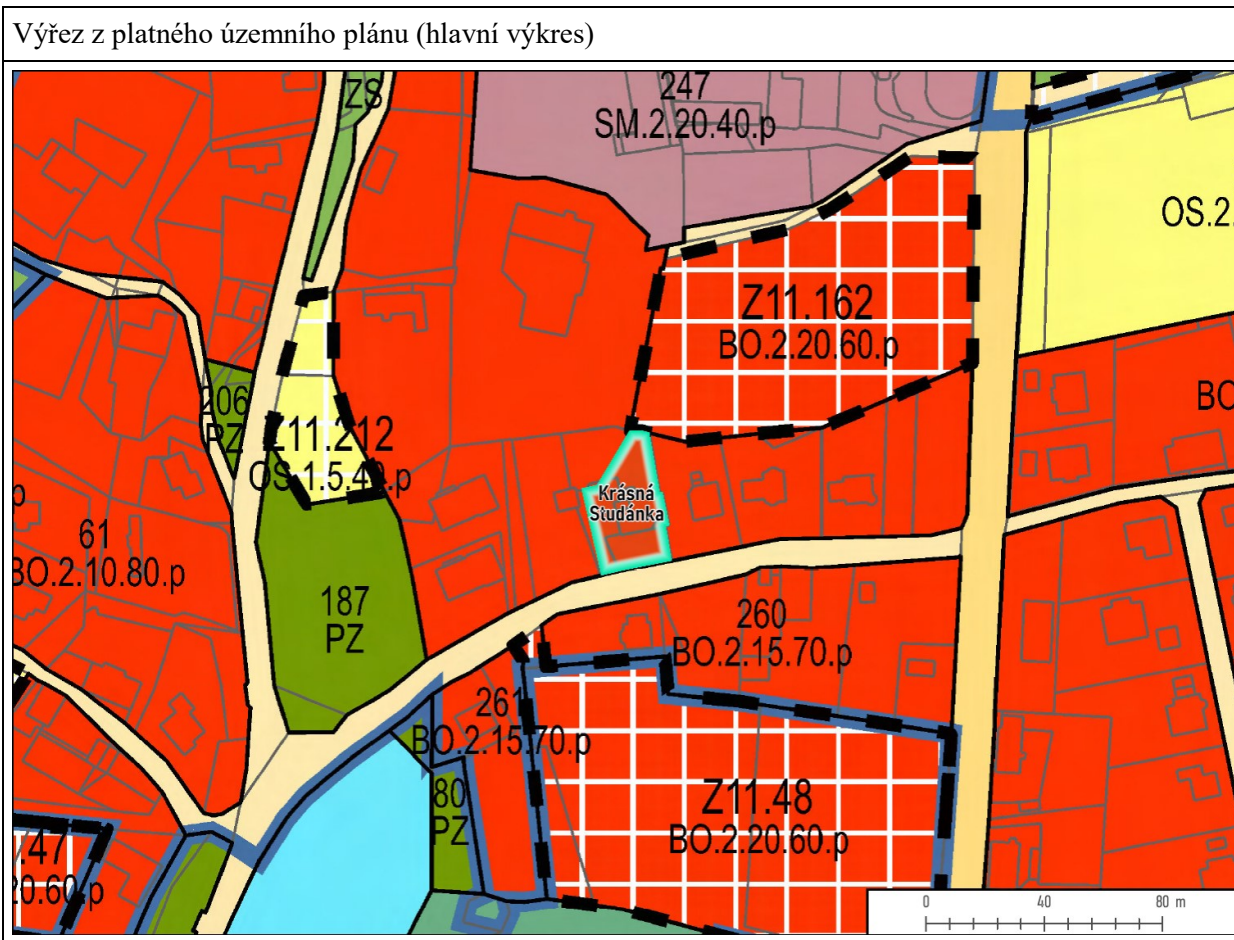 Výřez z platného územního plánu (hlavní výkres)
ZS
247
SM.2.20.40.p
OS.2.
Z11.162
BO.2.20.60.p
206
PZ
Z11.212
OS.1.5.40.p
BO
Krásná
Studánka
p
61
BO.2.10.80.p
187
PZ
260
BO.2.15.70.p
261
BO.2.15.70.p
80
PZ
Z11.48
BO.2.20.60.p
.47
20.60.p
0 40 80 m